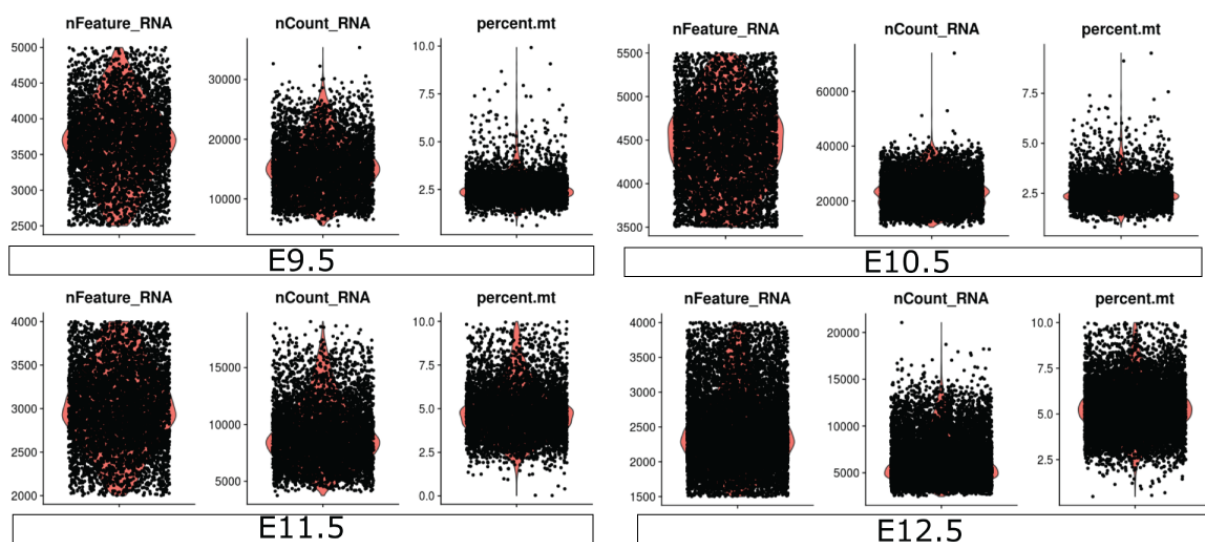 nFeature_RNA nCount_RNA percent.mt
5000 4500 4000 3500 3000 2500
30000 20000 10000
10.0 7.5 5.0 2.5
E9.5
nFeature_RNA nCount_RNA percent.mt
5500 5000 4500 4000 3500
60000 40000 20000
7.5 5.0 2.5
E10.5
nFeature_RNA nCount_RNA percent.mt
4000 3500 3000 2500 2000
15000 10000 5000
10.0 7.5 5.0 2.5 0.0
E11.5
nFeature_RNA nCount_RNA percent.mt
4000 3500 3000 2500 2000 1500
20000 15000 10000 5000
10.0 7.5 5.0 2.5
E12.5